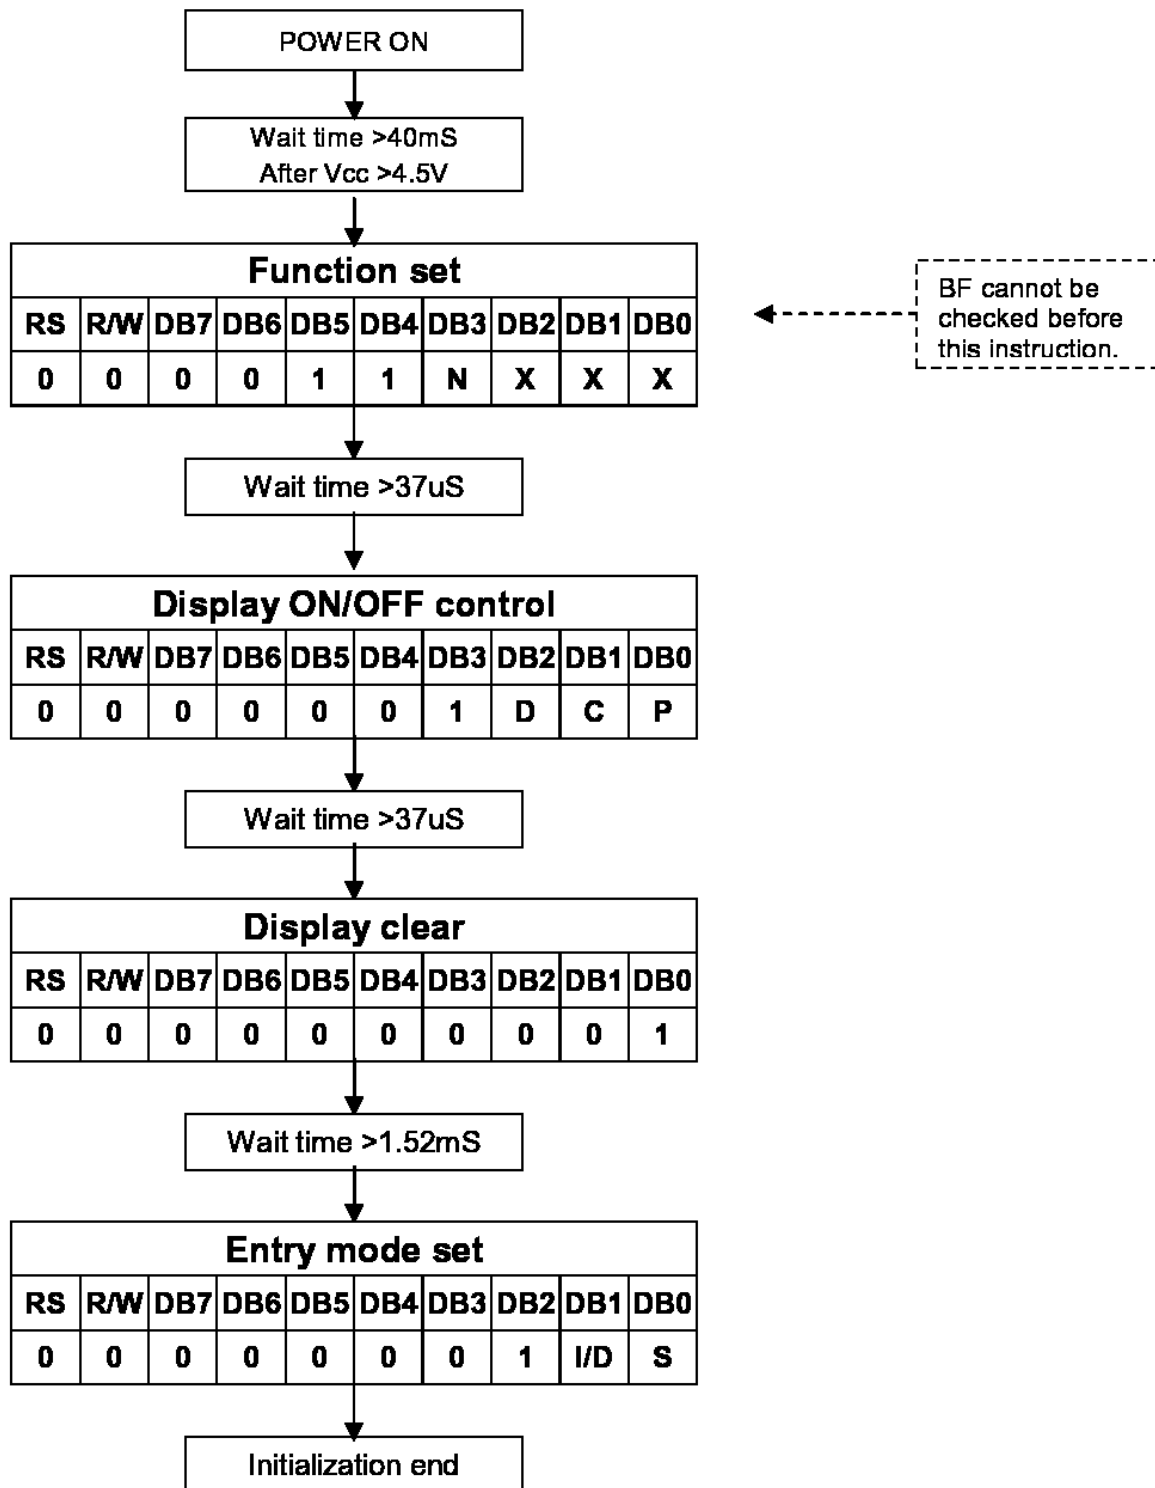 POWER ON
Wait time >40mS
After Vcc >4.5V
Function set
RS R/W DB7 DB6 DB5 DB4 DB3 DB2 DB1 DB0
0 0 0 0 1 1 N X X X
BF cannot be
checked before
this instruction.
Wait time >37uS
Display ON/OFF control
RS R/W DB7 DB6 DB5 DB4 DB3 DB2 DB1 DB0
0 0 0 0 0 0 1 D C P
Wait time >37uS
Display clear
RS R/W DB7 DB6 DB5 DB4 DB3 DB2 DB1 DB0
0 0 0 0 0 0 0 0 0 1
Wait time >1.52mS
Entry mode set
RS R/W DB7 DB6 DB5 DB4 DB3 DB2 DB1 DB0
0 0 0 0 0 0 0 1 I/D S
Initialization end